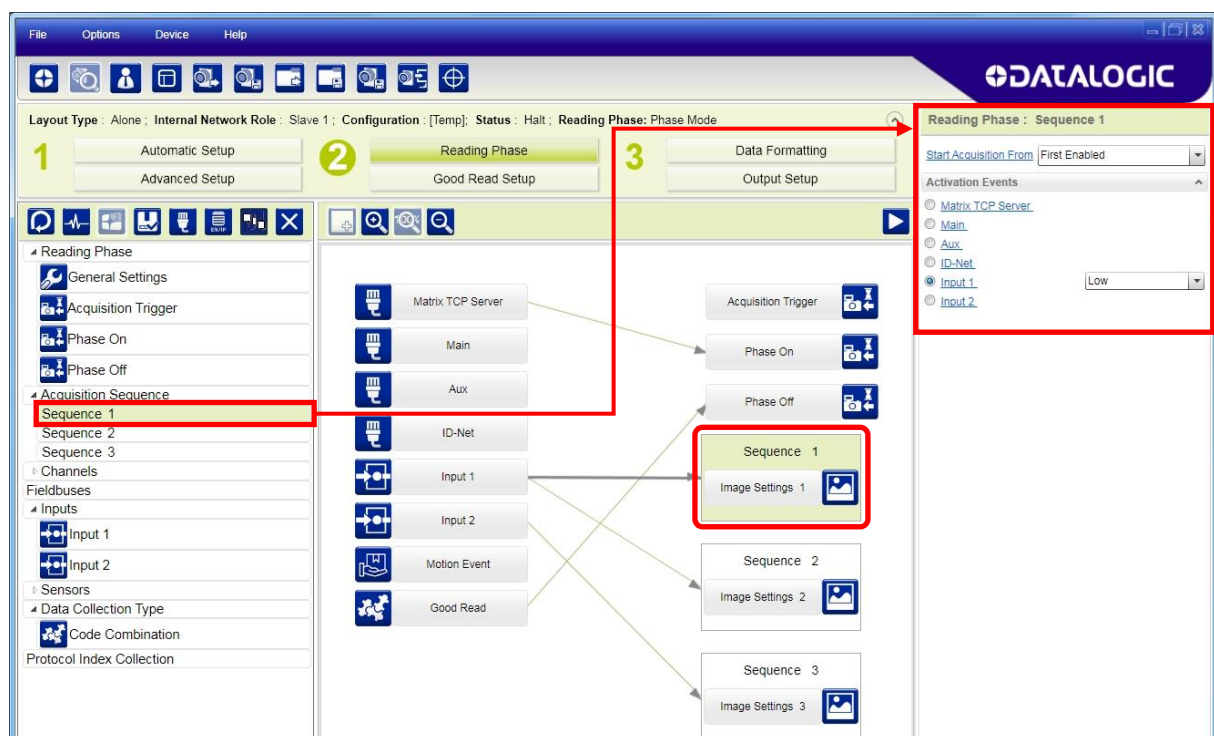 File Options Device Help
DATALOGIC
Layout Type : Alone ; Internal Network Role : Slave 1 ; Configuration : [Temp]; Status : Halt ; Reading Phase: Phase Mode
1
Automatic Setup
Advanced Setup
2
Reading Phase
Good Read Setup
3
Data Formatting
Output Setup
Reading Phase
General Settings
Acquisition Trigger
Phase On
Phase Off
Acquisition Sequence
Sequence 1
Sequence 2
Sequence 3
Channels
Fieldbuses
Inputs
Input 1
Input 2
Sensors
Data Collection Type
Code Combination
Protocol Index Collection
100%
Matrix TCP Server
Main
Aux
ID-Net
Input 1
Input 2
Motion Event
Good Read
Acquisition Trigger
Phase On
Phase Off
Sequence 1
Image Settings 1
Sequence 2
Image Settings 2
Sequence 3
Image Settings 3
Reading Phase : Sequence 1
Start Acquisition From First Enabled
Activation Events
Matrix TCP Server
Main
Aux
ID-Net
Input 1 Low
Input 2